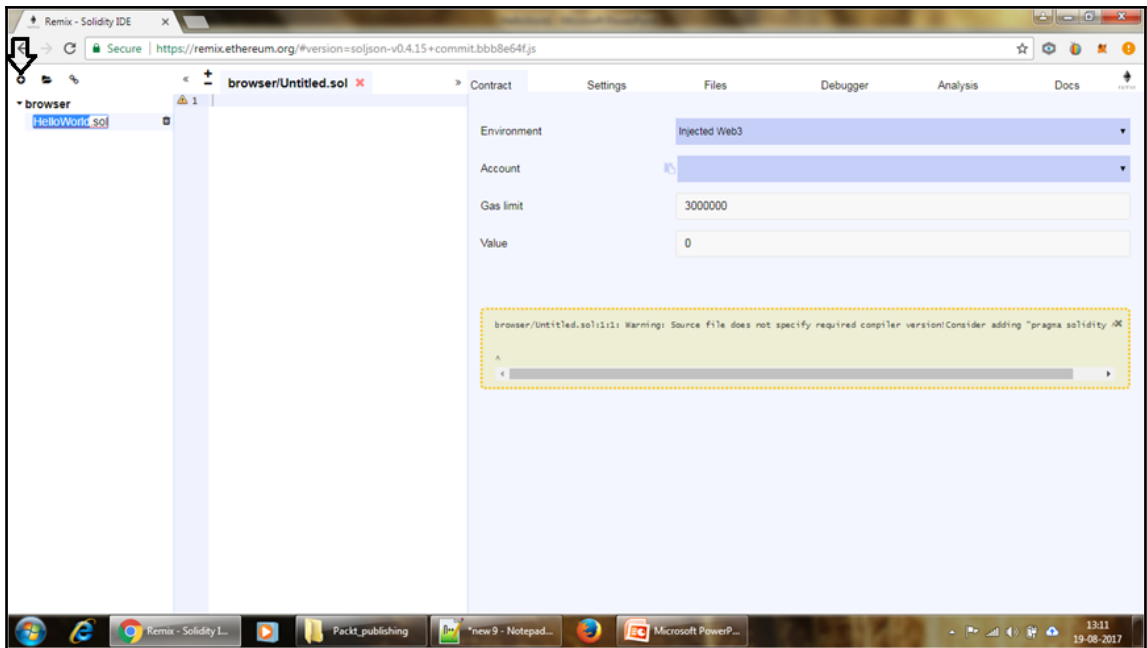 Remix - Solidity IDE
Secure | https://remix.ethereum.org/#version=soljson-v0.4.15+commit.bbb8e64f.js
browser
HelloWorld.sol
browser/Untitled.sol
1
Contract Settings Files Debugger Analysis Docs
Environment Injected Web3
Account
Gas limit 3000000
Value 0
browser/Untitled.sol:1:1: Warning: Source file does not specify required compiler version!Consider adding "pragma solidity ^
^
Remix - Solidity I... Packt_publishing *new 9 - Notepad... Microsoft PowerP... 13:11
19-08-2017